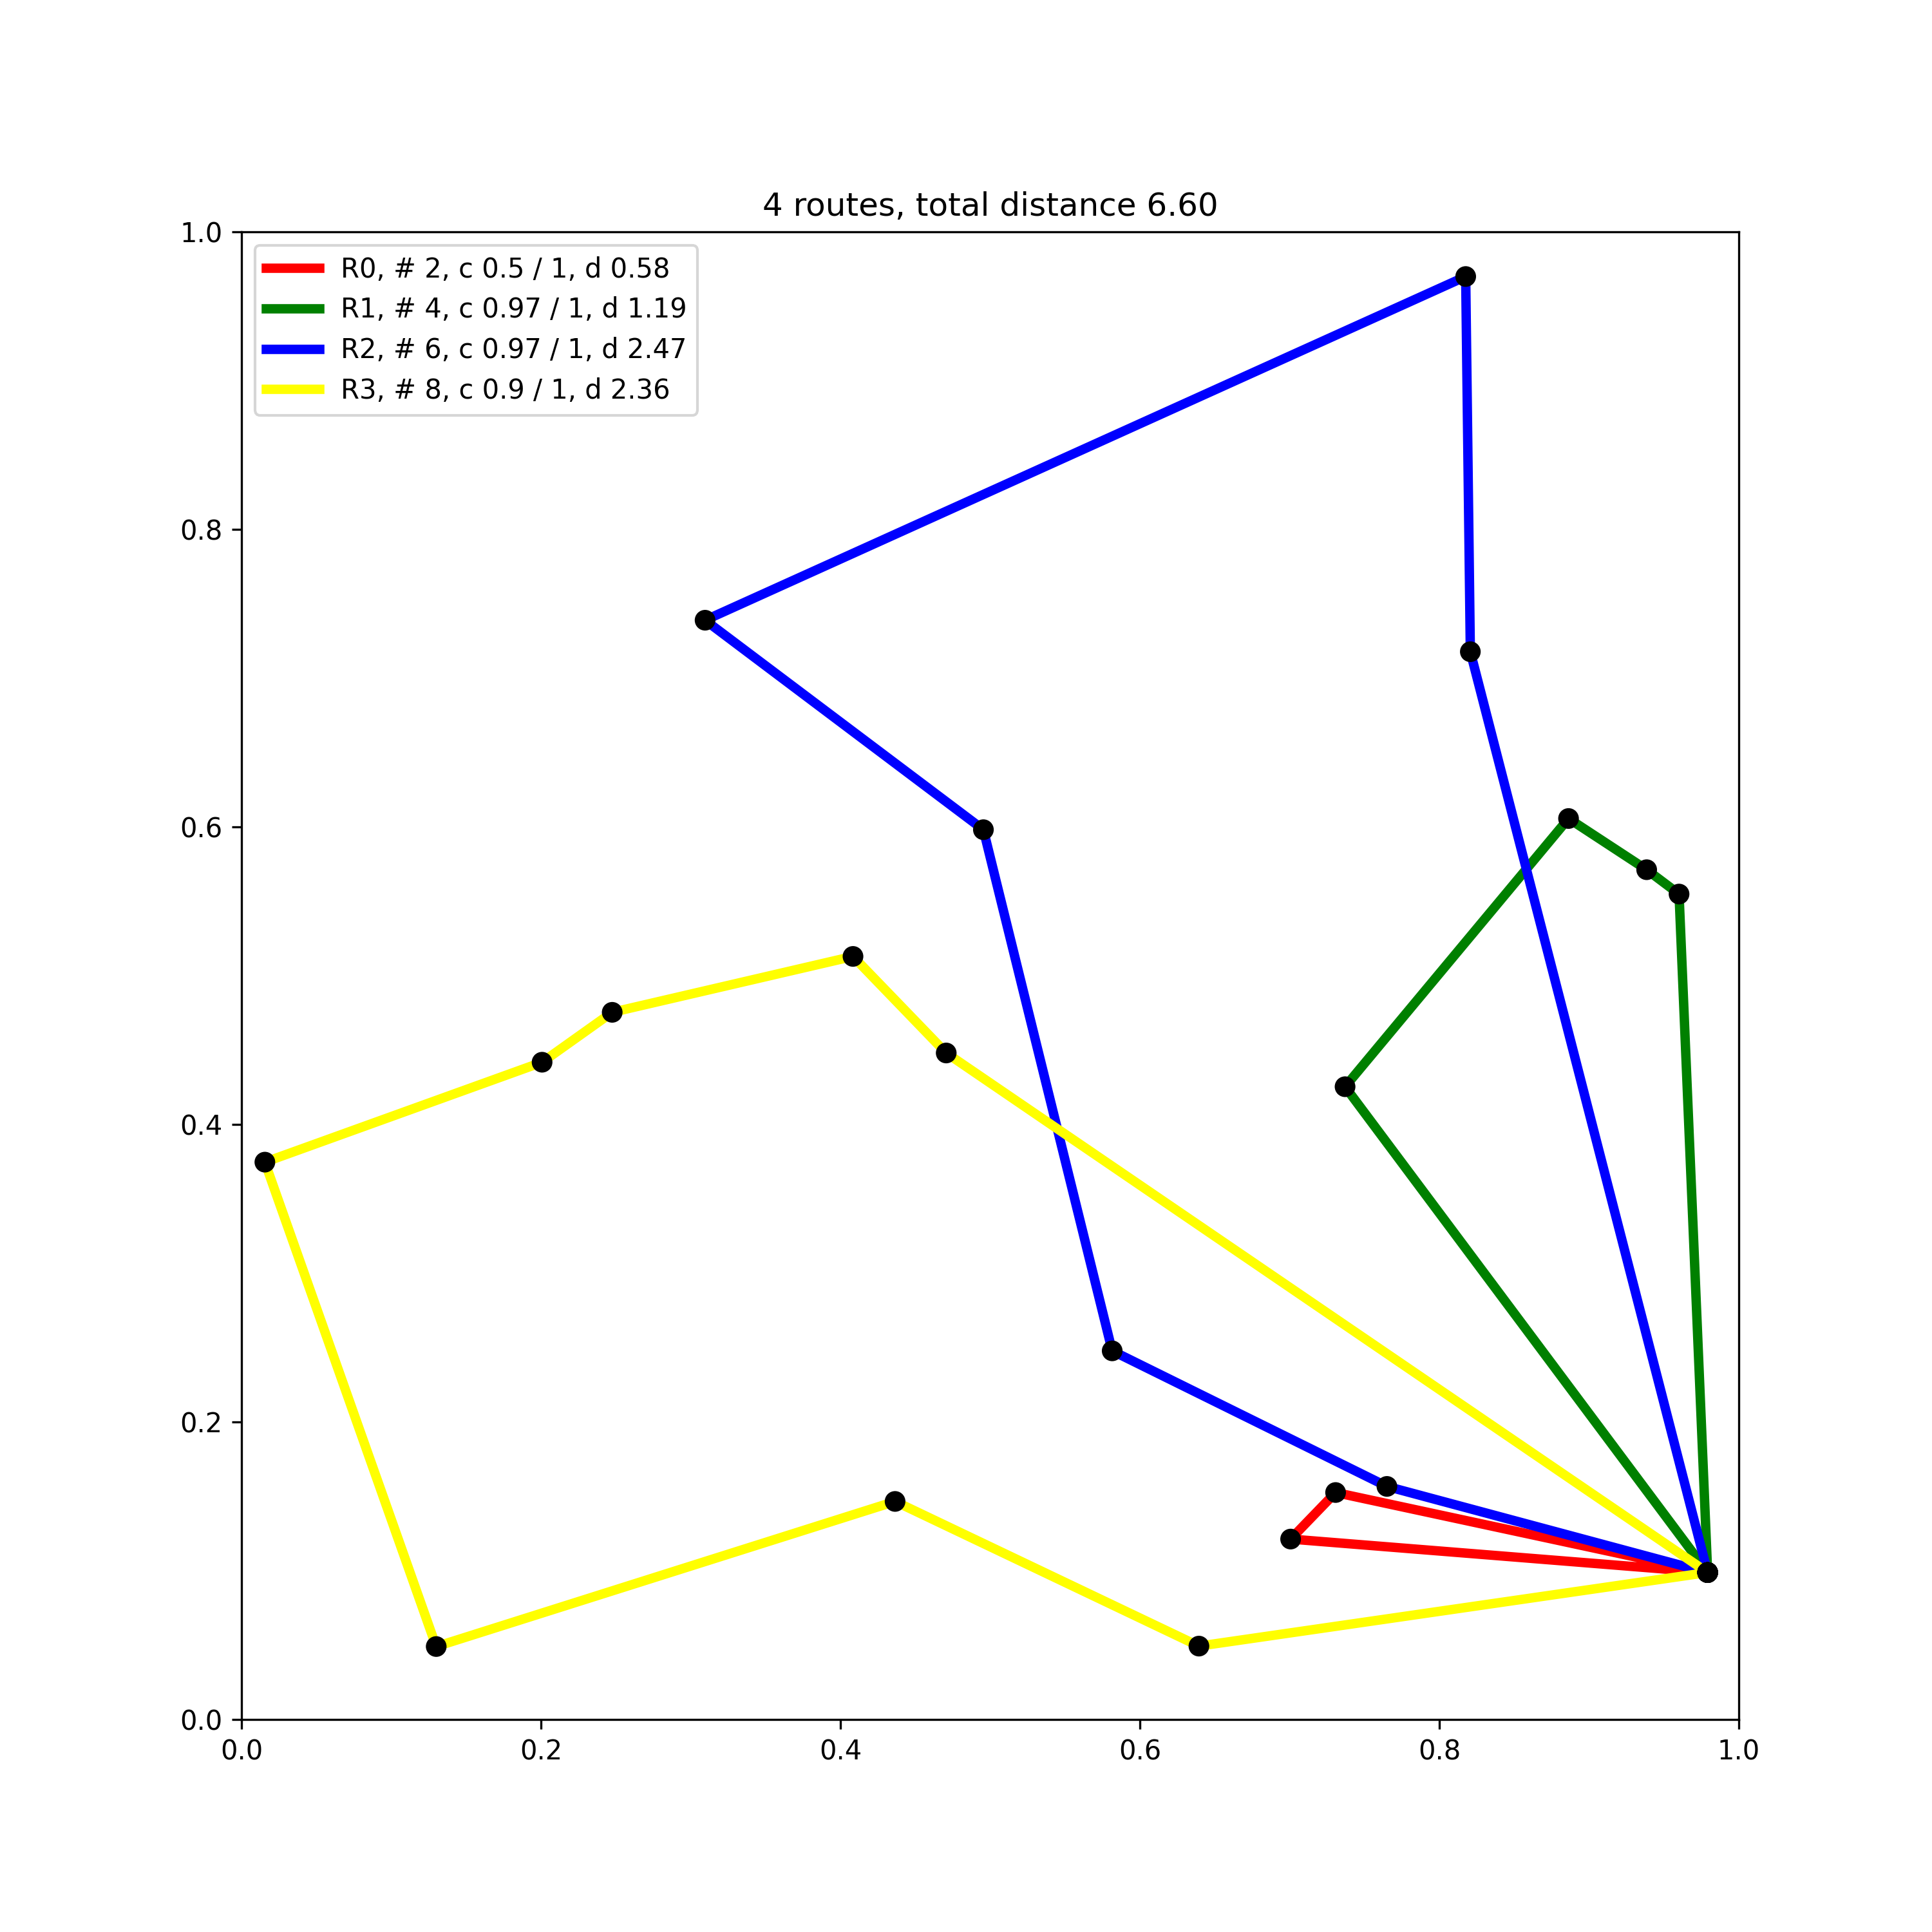 4 routes, total distance 6.60
1.0
R0, # 2, c 0.5 / 1, d 0.58
R1, # 4, c 0.97 / 1, d 1.19
R2, # 6, c 0.97 / 1, d 2.47
R3, # 8, c 0.9 / 1, d 2.36
0.8
0.6
0.4
0.2
0.0
0.0 0.2 0.4 0.6 0.8 1.0